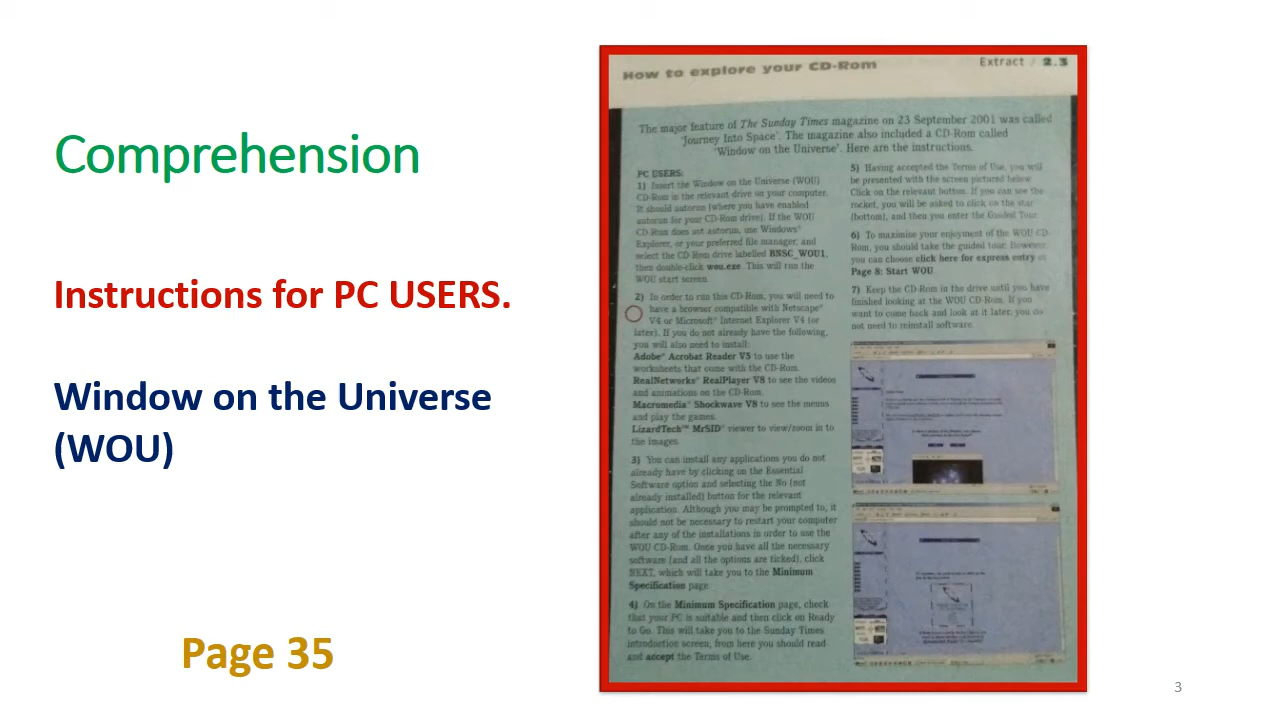 Comprehension
Instructions for PC USERS.
Window on the Universe
(WOU)
Page 35
How to explore your CD-Rom
Extract / 2.3
The major feature of The Sunday Times magazine on 23 September 2001 was called
'Journey Into Space'. The magazine also included a CD-Rom called
'Window on the Universe'. Here are the instructions.
PC USERS:
1) Insert the Window on the Universe (WOU)
CD-Rom in the relevant drive on your computer.
It should autorun (where you have enabled
autorun for your CD-Rom drive). If the WOU
CD-Rom does not autorun, use Windows®
Explorer, or your preferred file manager, and
select the CD-Rom drive labelled BNSC_WOU1,
then double-click wou.exe. This will run the
WOU start screen.
2) In order to run this CD-Rom, you will need to
have a browser compatible with Netscape®
V4 or Microsoft® Internet Explorer V4 (or
later). If you do not already have the following,
you will also need to install:
Adobe® Acrobat Reader V5 to use the
worksheets that come with the CD-Rom.
RealNetworks® RealPlayer V8 to see the videos
and animations on the CD-Rom.
Macromedia® Shockwave V8 to see the menus
and play the games.
LizardTech™ MrSID® viewer to view/zoom in to
the images.
3) You can install any applications you do not
already have by clicking on the Essential
Software option and selecting the No (not
already installed) button for the relevant
application. Although you may be prompted to, it
should not be necessary to restart your computer
after any of the installations in order to use the
WOU CD-Rom. Once you have all the necessary
software (and all the options are ticked), click
NEXT, which will take you to the Minimum
Specification page.
4) On the Minimum Specification page, check
that your PC is suitable and then click on Ready
to Go. This will take you to the Sunday Times
introduction screen; from here you should read
and accept the Terms of Use.
5) Having accepted the Terms of Use, you will
be presented with the screen pictured below.
Click on the relevant button. If you can see the
rocket, you will be asked to click on the star
(bottom), and then you enter the Guided Tour.
6) To maximise your enjoyment of the WOU CD-
Rom, you should take the guided tour. However,
you can choose click here for express entry or
Page 8: Start WOU.
7) Keep the CD-Rom in the drive until you have
finished looking at the WOU CD-Rom. If you
want to come back and look at it later, you do
not need to reinstall software.
3